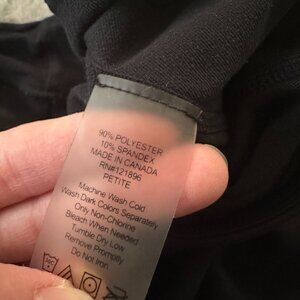 90% POLYESTER
10% SPANDEX
MADE IN CANADA
RN#121896
PETITE
Machine Wash Cold
Wash Dark Colors Separately
Only Non-Chlorine
Bleach When Needed
Tumble Dry Low
Remove Promptly
Do Not Iron